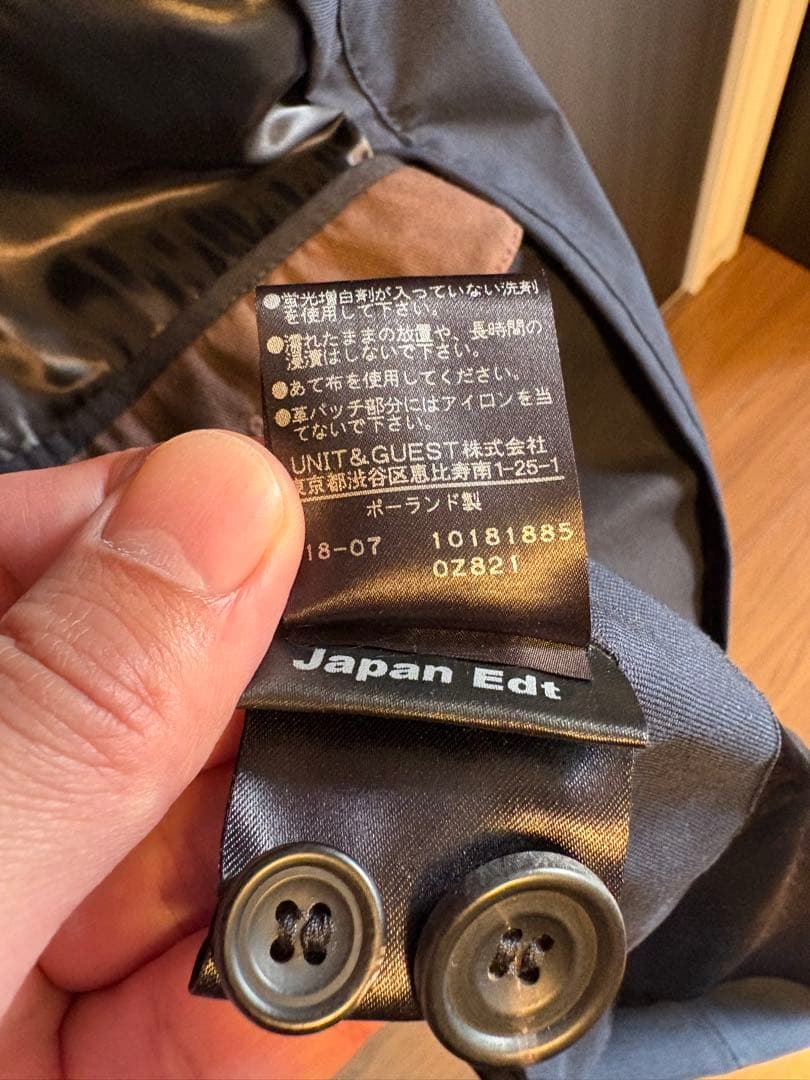 ●蛍光増白剤が入っていない洗剤
を使用して下さい。
●濡れたままの放置や、長時間の
浸漬はしないで下さい。
●あて布を使用してください。
●革パッチ部分にはアイロンを当
てないで下さい。
UNIT&GUEST株式会社
東京都渋谷区恵比寿南1-25-1
ポーランド製
18-07 10181885
0Z821
Japan Edt